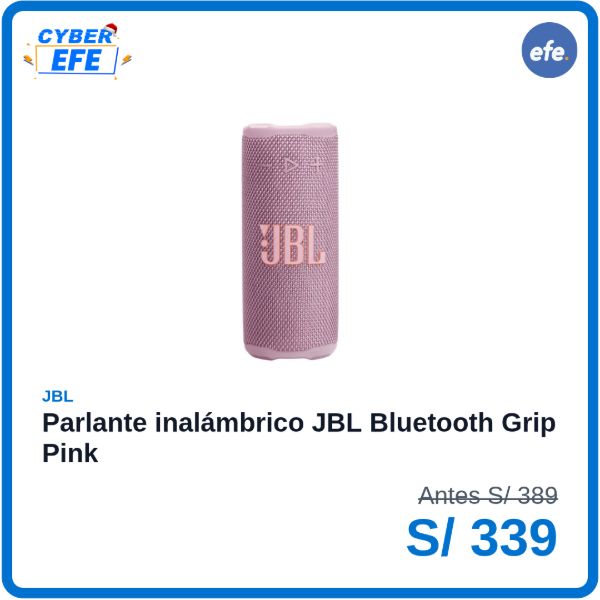 CYBER
EFE
efe.
JBL
JBL
Parlante inalámbrico JBL Bluetooth Grip
Pink
Antes S/ 389
S/ 339